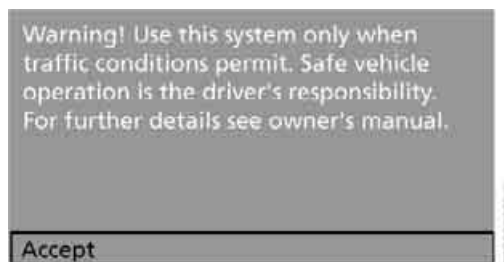 Warning! Use this system only when
traffic conditions permit. Safe vehicle
operation is the driver's responsibility.
For further details see owner's manual.
Accept